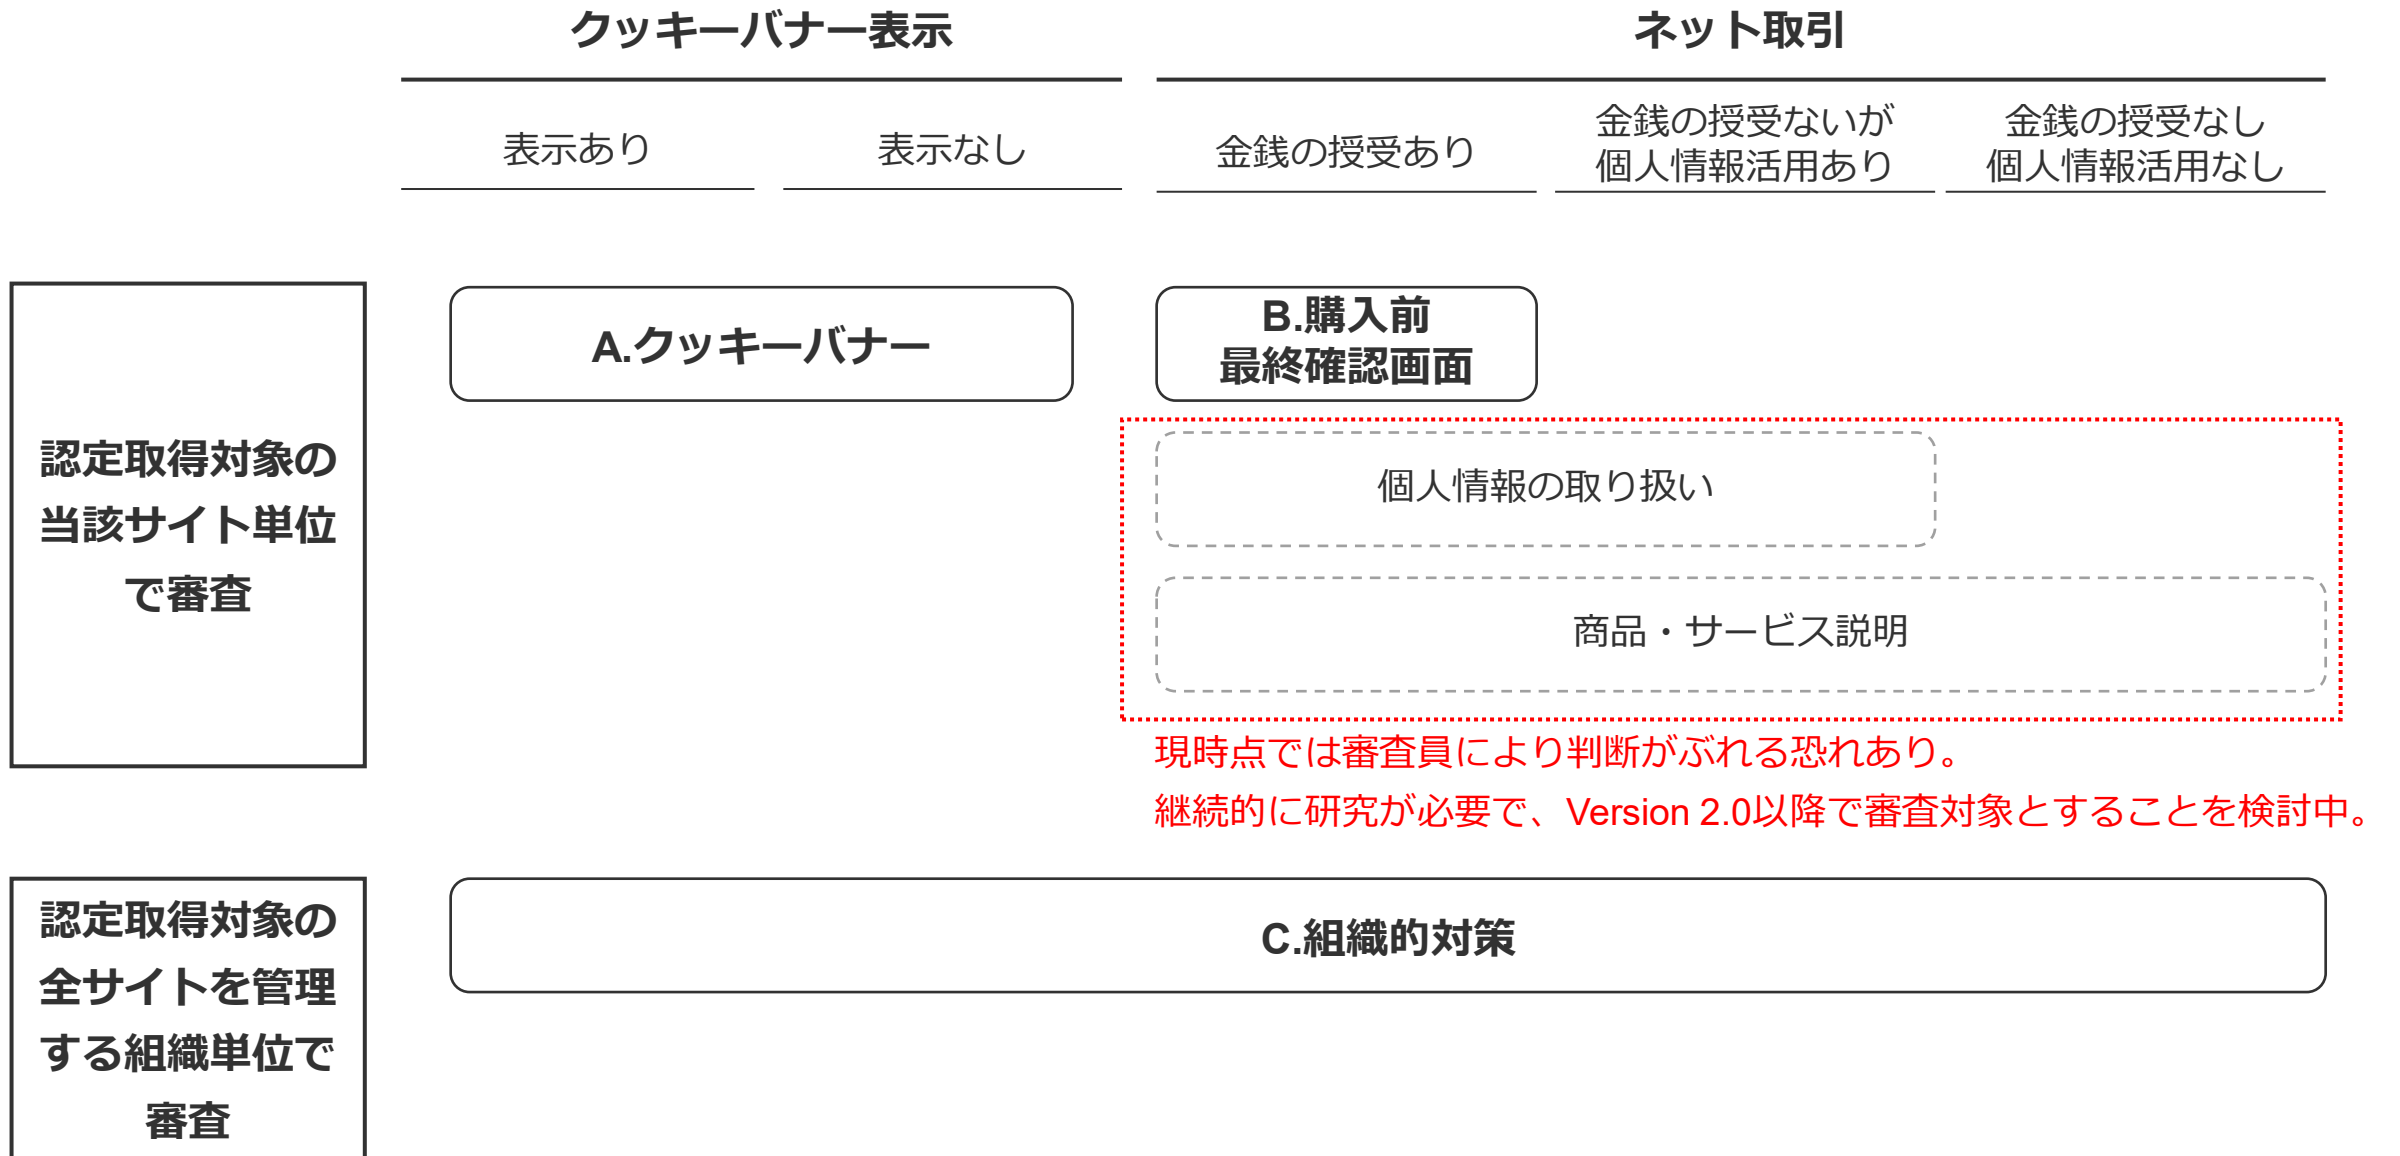 クッキーバナー表示
ネット取引
表示あり
表示なし
金銭の授受あり
金銭の授受ないが
個人情報活用あり
金銭の授受なし
個人情報活用なし
認定取得対象の
当該サイト単位
で審査
A.クッキーバナー
B.購入前
最終確認画面
個人情報の取り扱い
商品・サービス説明
現時点では審査員により判断がぶれる恐れあり。
継続的に研究が必要で、Version 2.0以降で審査対象とすることを検討中。
認定取得対象の
全サイトを管理
する組織単位で
審査
C.組織的対策